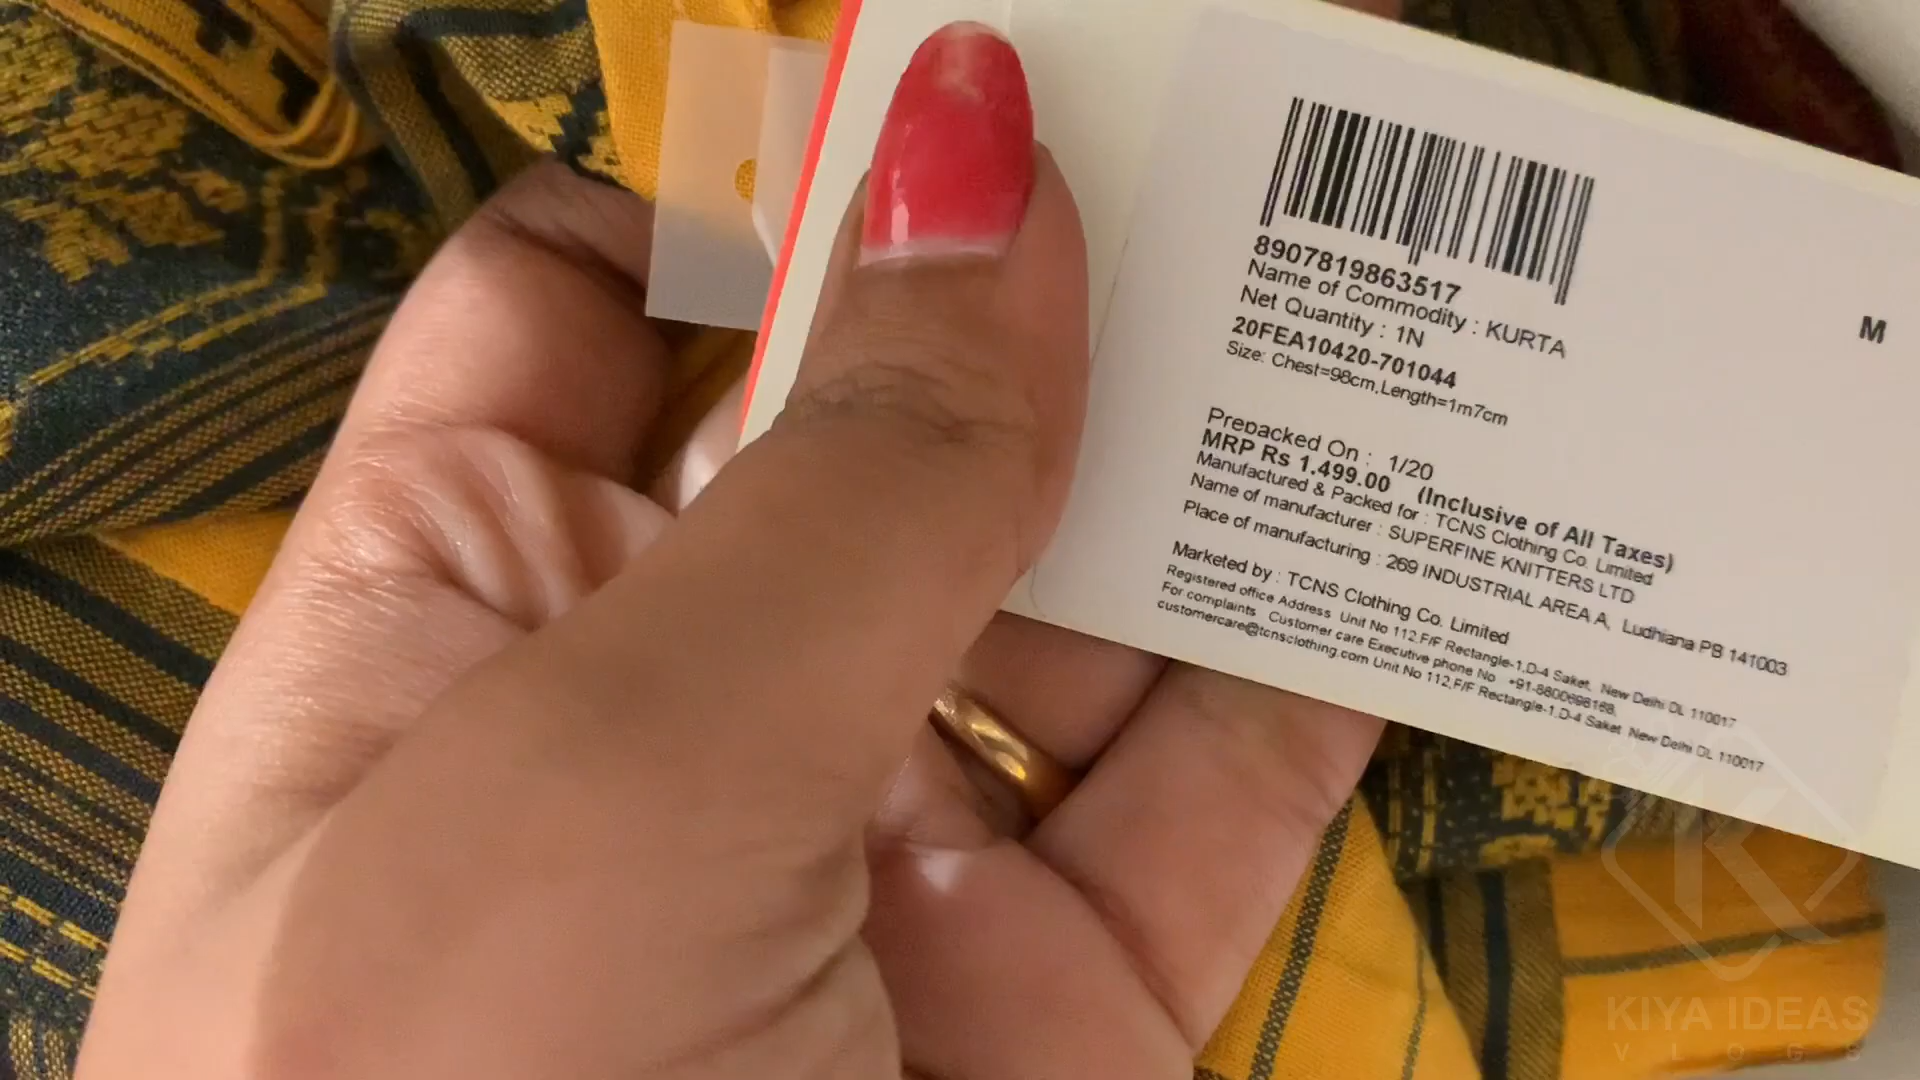 8907819863517
Name of Commodity : KURTA
Net Quantity : 1N
20FEA10420-701044
Size: Chest=98cm,Length=1m7cm
M
Prepacked On : 1/20
MRP Rs 1,499.00 (Inclusive of All Taxes)
Manufactured & Packed for : TCNS Clothing Co. Limited
Name of manufacturer : SUPERFINE KNITTERS LTD
Place of manufacturing : 269 INDUSTRIAL AREA A, Ludhiana PB 141003
Marketed by : TCNS Clothing Co. Limited
Registered office Address Unit No 112,F/F Rectangle-1,D-4 Saket, New Delhi DL 110017
For complaints Customer care Executive phone No +91-8800698168,
customercare@tcnsclothing.com Unit No 112,F/F Rectangle-1,D-4 Saket New Delhi DL 110017
KIYA IDEAS
VLOGS